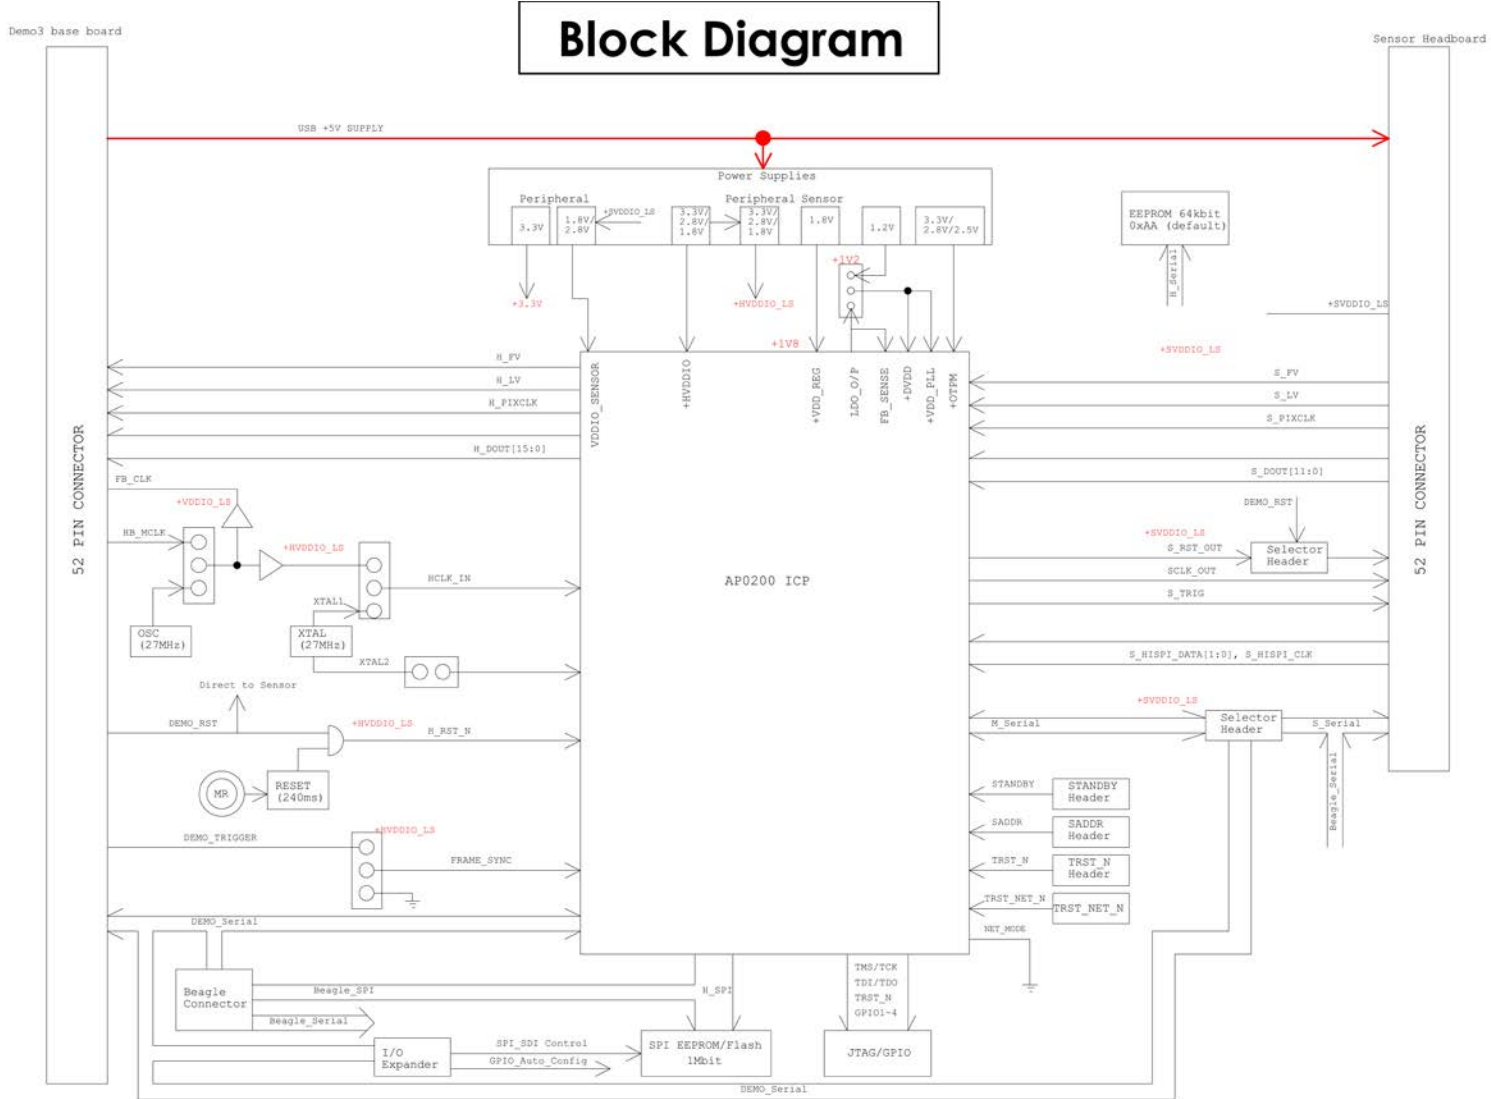 Block Diagram
Demo3 base board
Sensor Headboard
USB +5V SUPPLY
Power Supplies
Peripheral
Peripheral Sensor
3.3V
1.8V/
2.8V
+SVDDIO_LS
3.3V/
2.8V/
1.8V
3.3V/
2.8V/
1.8V
1.8V
1.2V
3.3V/
2.8V/2.5V
EEPROM 64kbit
0xAA (default)
H_Serial
+3.3V
+HVDDIO_LS
+1V2
+SVDDIO_LS
+1V8
+SVDDIO_LS
VDDIO_SENSOR
+HVDDIO
+VDD_REG
LDO_O/P
FB_SENSE
+DVDD
+VDD_PLL
+OTPM
H_FV
H_LV
H_PIXCLK
H_DOUT[15:0]
S_FV
S_LV
S_PIXCLK
S_DOUT[11:0]
52 PIN CONNECTOR
52 PIN CONNECTOR
FB_CLK
+VDDIO_LS
HB_MCLK
+HVDDIO_LS
HCLK_IN
XTAL1
OSC
(27MHz)
XTAL
(27MHz)
XTAL2
AP0200 ICP
DEMO_RST
+SVDDIO_LS
S_RST_OUT
Selector
Header
SCLK_OUT
S_TRIG
S_HISPI_DATA[1:0], S_HISPI_CLK
Direct to Sensor
DEMO_RST
+HVDDIO_LS
H_RST_N
MR
RESET
(240ms)
+SVDDIO_LS
M_Serial
Selector
Header
S_Serial
Beagle_Serial
STANDBY
STANDBY
Header
SADDR
SADDR
Header
TRST_N
TRST_N
Header
TRST_NET_N
TRST_NET_N
NET_MODE
DEMO_TRIGGER
+HVDDIO_LS
FRAME_SYNC
DEMO_Serial
Beagle
Connector
Beagle_SPI
Beagle_Serial
H_SPI
TMS/TCK
TDI/TDO
TRST_N
GPIO1~4
I/O
Expander
SPI_SDI Control
GPIO_Auto_Config
SPI EEPROM/Flash
1Mbit
JTAG/GPIO
DEMO_Serial